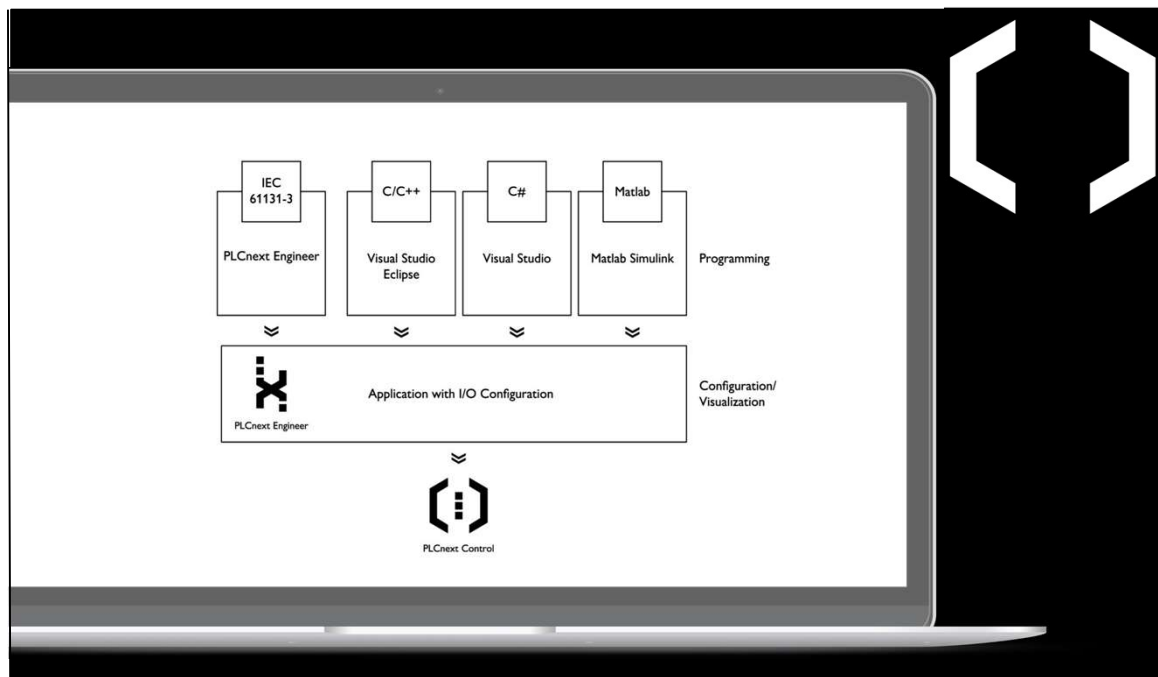 IEC
61131-3
C/C++
C#
Matlab
PLCnext Engineer
Visual Studio
Eclipse
Visual Studio
Matlab Simulink
Programming
Application with I/O Configuration
PLCnext Engineer
Configuration/
Visualization
PLCnext Control